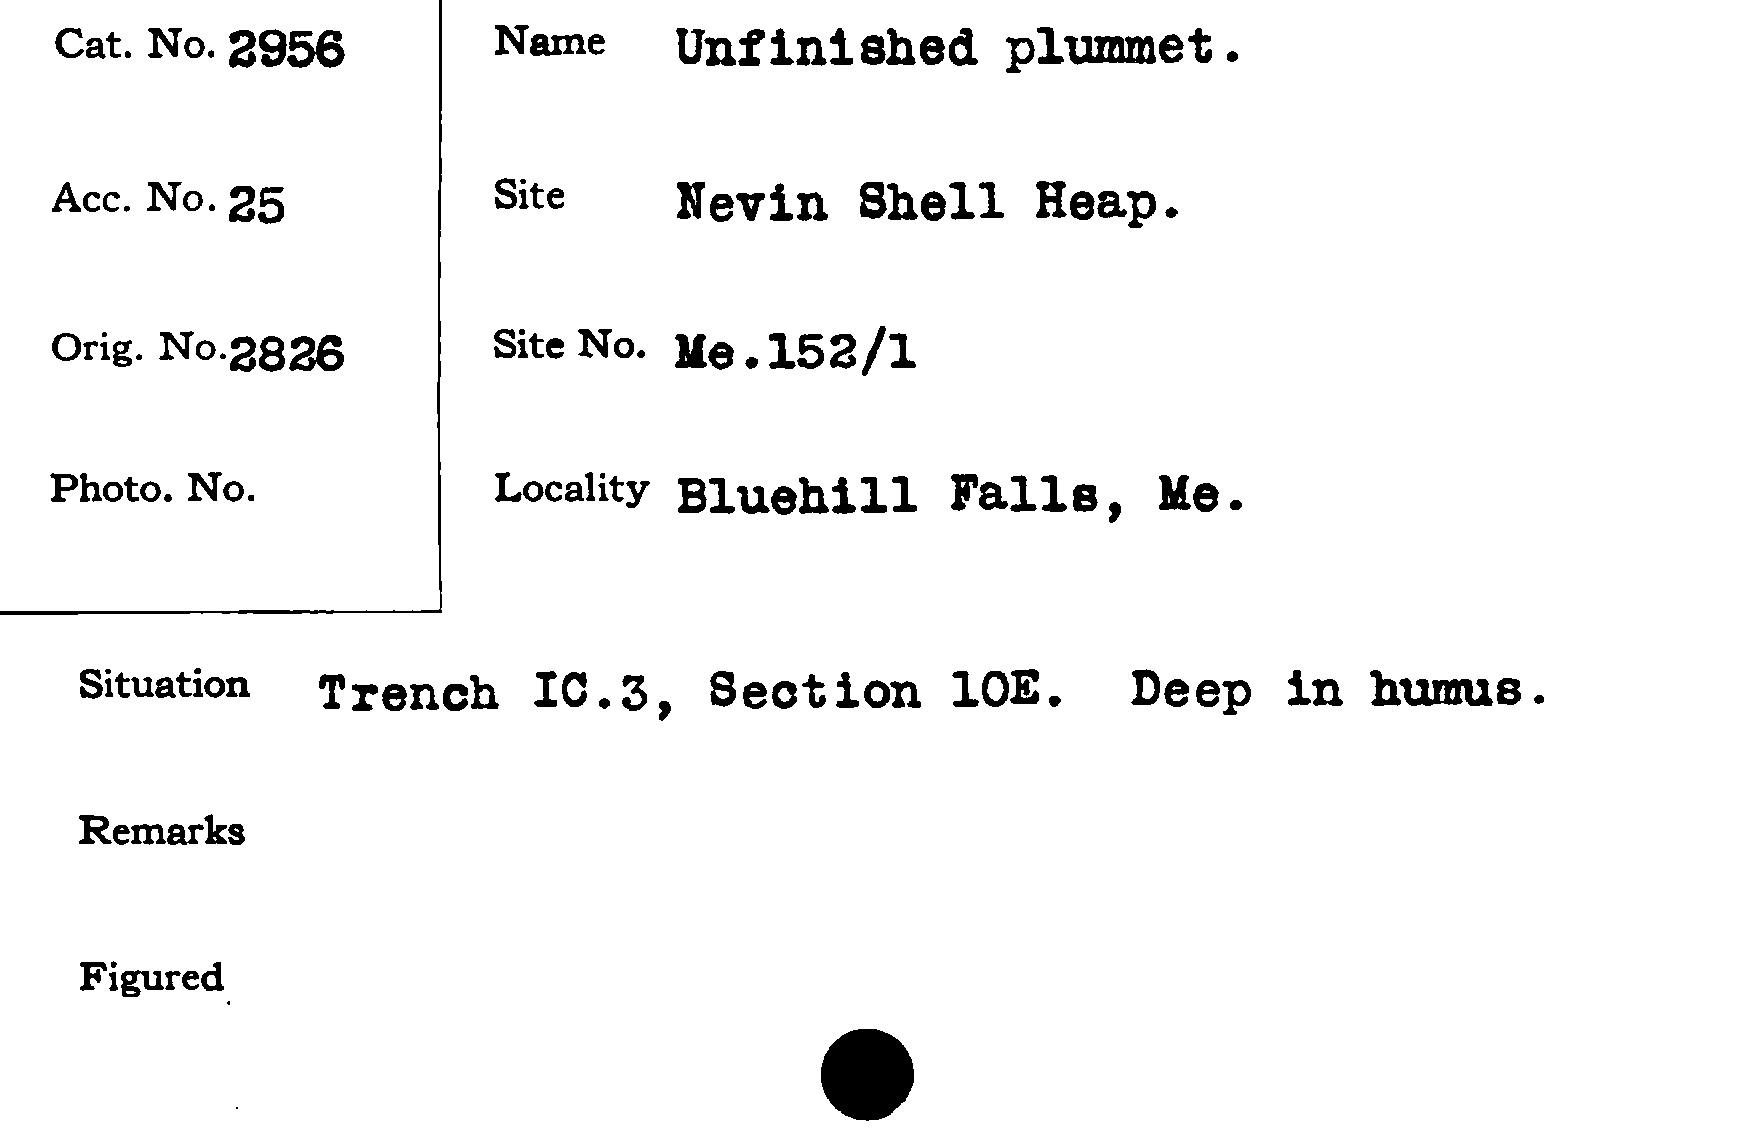 Cat. No. 2956
Name Unfinished plummet.
Acc. No. 25
Site Nevin Shell Heap.
Orig. No. 2826
Site No. Me.152/1
Photo. No.
Locality Bluehill Falls, Me.
Situation Trench IC.3, Section 10E. Deep in humus.
Remarks
Figured